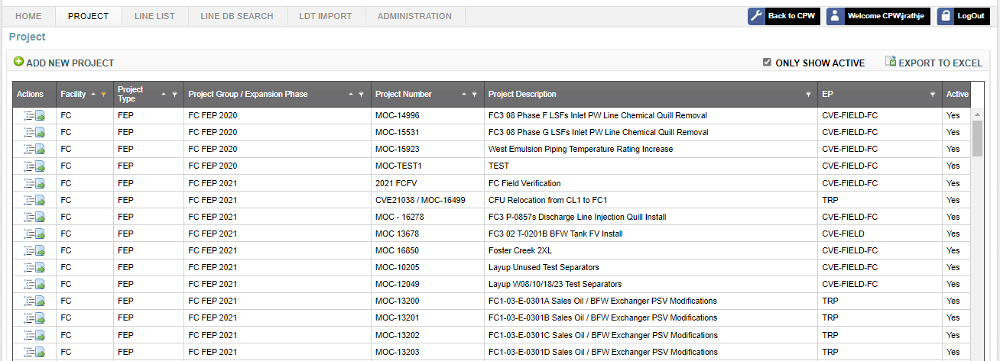 HOME PROJECT LINE LIST LINE DB SEARCH LDT IMPORT ADMINISTRATION Back to CPW Welcome CPW\jrathje LogOut
Project
ADD NEW PROJECT ONLY SHOW ACTIVE EXPORT TO EXCEL
Actions Facility Project Type Project Group / Expansion Phase Project Number Project Description EP Active
FC FEP FC FEP 2020 MOC-14996 FC3 08 Phase F LSFs Inlet PW Line Chemical Quill Removal CVE-FIELD-FC Yes
FC FEP FC FEP 2020 MOC-15531 FC3 08 Phase G LSFs Inlet PW Line Chemical Quill Removal CVE-FIELD-FC Yes
FC FEP FC FEP 2020 MOC-15923 West Emulsion Piping Temperature Rating Increase CVE-FIELD-FC Yes
FC FEP FC FEP 2020 MOC-TEST1 TEST CVE-FIELD-FC Yes
FC FEP FC FEP 2021 2021 FCFV FC Field Verification CVE-FIELD-FC Yes
FC FEP FC FEP 2021 CVE21038 / MOC-16499 CFU Relocation from CL1 to FC1 TRP Yes
FC FEP FC FEP 2021 MOC - 16278 FC3 P-0857s Discharge Line Injection Quill Install CVE-FIELD-FC Yes
FC FEP FC FEP 2021 MOC 13678 FC3 02 T-0201B BFW Tank FV Install CVE-FIELD Yes
FC FEP FC FEP 2021 MOC 16850 Foster Creek 2XL CVE-FIELD-FC Yes
FC FEP FC FEP 2021 MOC-10205 Layup Unused Test Separators CVE-FIELD-FC Yes
FC FEP FC FEP 2021 MOC-12049 Layup W08/10/18/23 Test Separators CVE-FIELD-FC Yes
FC FEP FC FEP 2021 MOC-13200 FC1-03-E-0301A Sales Oil / BFW Exchanger PSV Modifications TRP Yes
FC FEP FC FEP 2021 MOC-13201 FC1-03-E-0301B Sales Oil / BFW Exchanger PSV Modifications TRP Yes
FC FEP FC FEP 2021 MOC-13202 FC1-03-E-0301C Sales Oil / BFW Exchanger PSV Modifications TRP Yes
FC FEP FC FEP 2021 MOC-13203 FC1-03-E-0301D Sales Oil / BFW Exchanger PSV Modifications TRP Yes